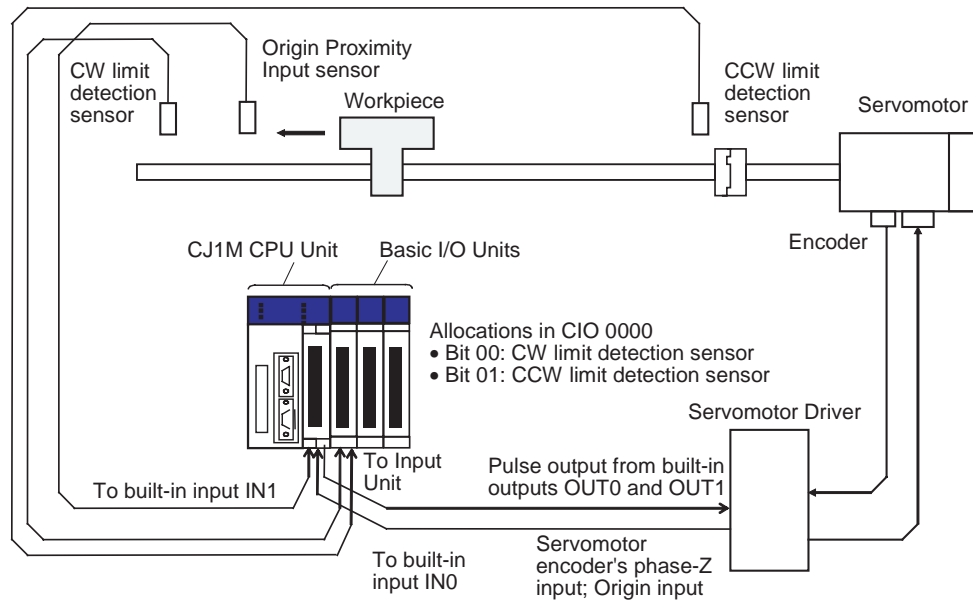 Origin Proximity
Input sensor
CW limit
detection
sensor
Workpiece
CCW limit
detection
sensor
Servomotor
Encoder
CJ1M CPU Unit
Basic I/O Units
Allocations in CIO 0000
• Bit 00: CW limit detection sensor
• Bit 01: CCW limit detection sensor
Servomotor Driver
To Input
Unit
To built-in input IN1
Pulse output from built-in
outputs OUT0 and OUT1
To built-in
input IN0
Servomotor
encoder's phase-Z
input; Origin input